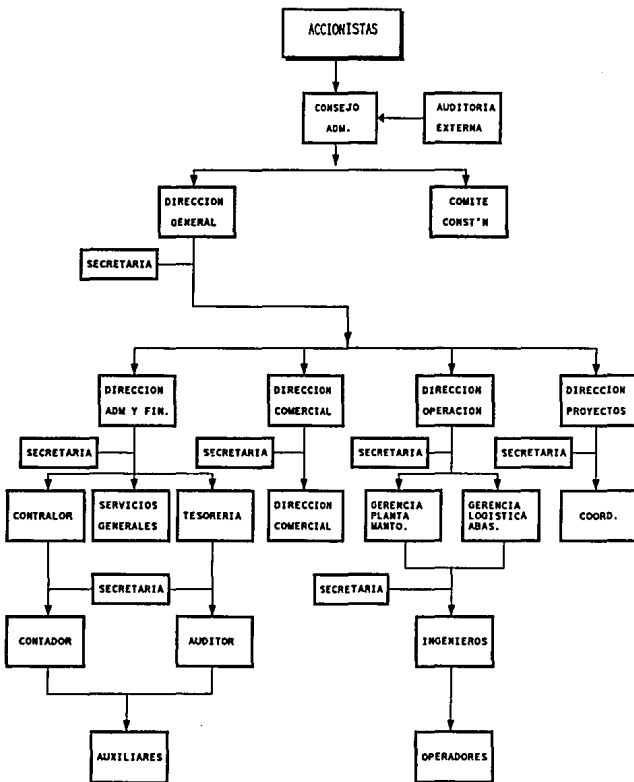 ACCIONISTAS
CONSEJO
ADM.
AUDITORIA
EXTERNA
DIRECCION
GENERAL
COMITE
CONST'N
SECRETARIA
DIRECCION
ADM Y FIN.
DIRECCION
COMERCIAL
DIRECCION
OPERACION
DIRECCION
PROYECTOS
SECRETARIA
SECRETARIA
SECRETARIA
SECRETARIA
CONTRALOR
SERVICIOS
GENERALES
TESORERIA
DIRECCION
COMERCIAL
GERENCIA
PLANTA
MANTO.
GERENCIA
LOGISTICA
ABAS.
COORD.
SECRETARIA
SECRETARIA
CONTADOR
AUDITOR
INGENIEROS
AUXILIARES
OPERADORES